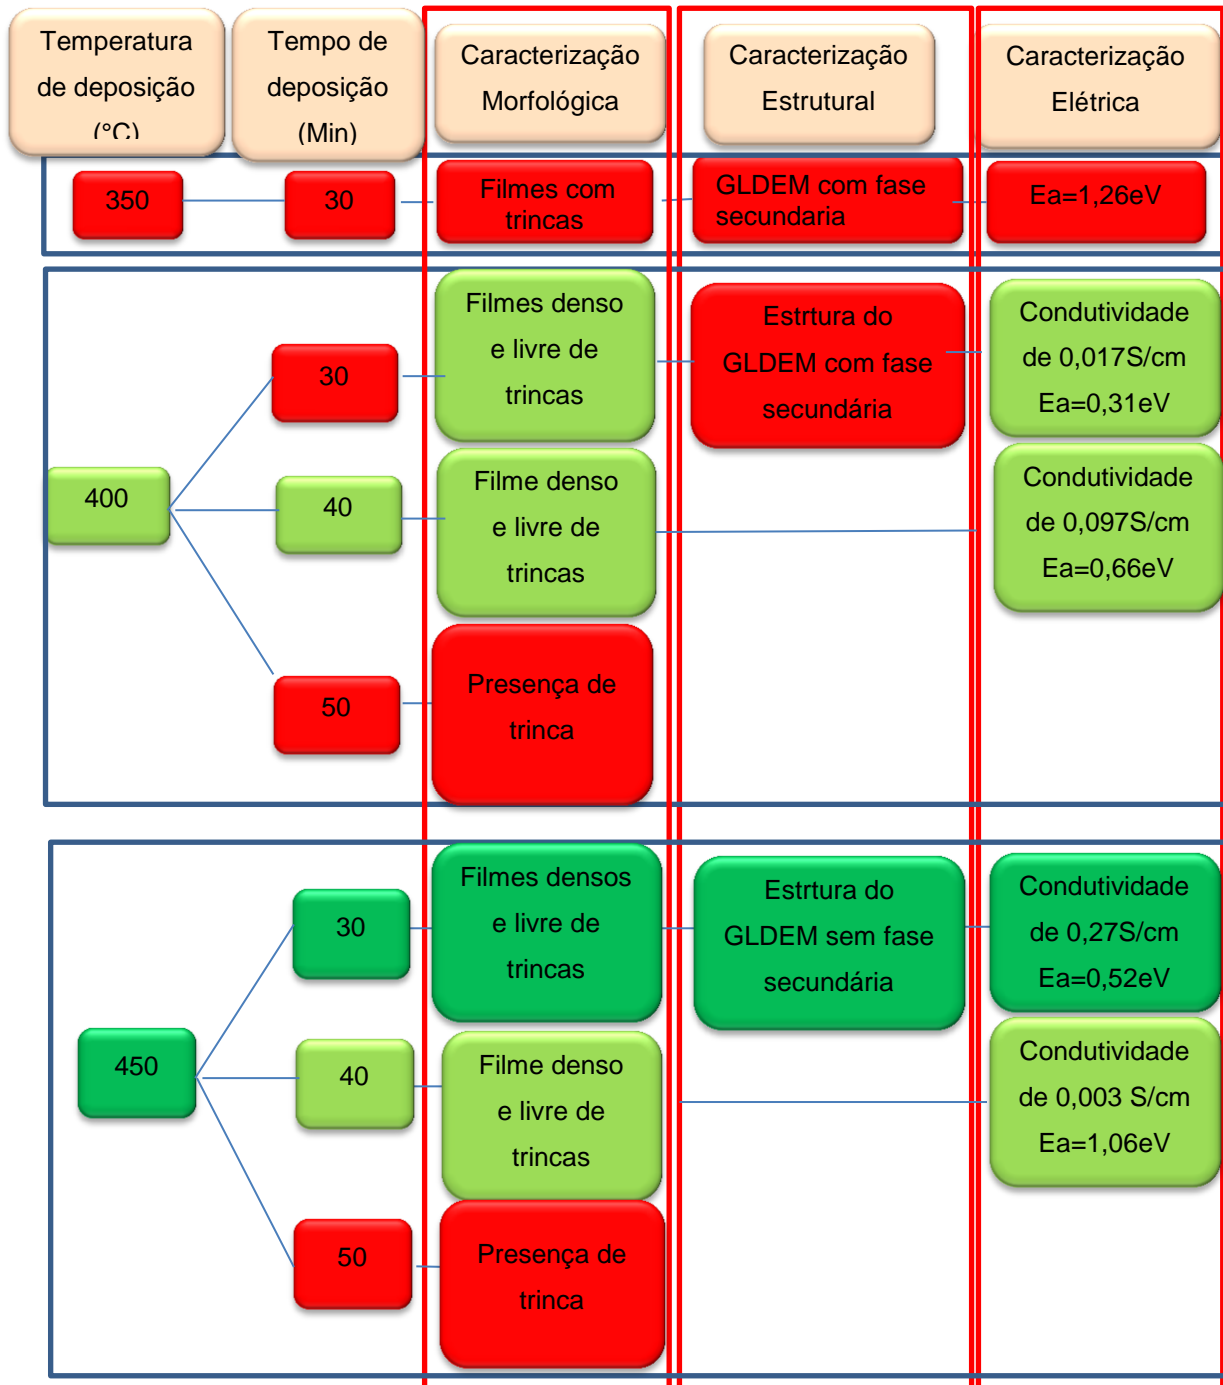 Temperatura
de deposição
(°C)
Tempo de
deposição
(Min)
Caracterização
Morfológica
Caracterização
Estrutural
Caracterização
Elétrica
350
30
Filmes com
trincas
GLDEM com fase
secundaria
Ea=1,26eV
400
30
Filmes denso
e livre de
trincas
Estrtura do
GLDEM com fase
secundária
Condutividade
de 0,017S/cm
Ea=0,31eV
40
Filme denso
e livre de
trincas
Condutividade
de 0,097S/cm
Ea=0,66eV
50
Presença de
trinca
450
30
Filmes densos
e livre de
trincas
Estrtura do
GLDEM sem fase
secundária
Condutividade
de 0,27S/cm
Ea=0,52eV
40
Filme denso
e livre de
trincas
Condutividade
de 0,003 S/cm
Ea=1,06eV
50
Presença de
trinca